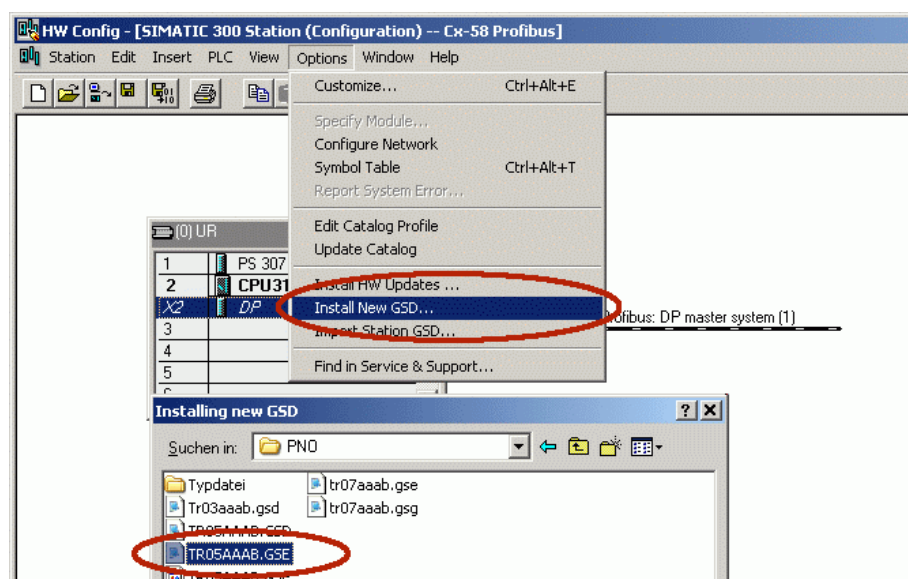 HW Config - [SIMATIC 300 Station (Configuration) -- Cx-58 Profibus]
Station Edit Insert PLC View Options Window Help
Customize... Ctrl+Alt+E
Specify Module...
Configure Network
Symbol Table Ctrl+Alt+T
Report System Error...
Edit Catalog Profile
Update Catalog
Install HW Updates ...
Install New GSD...
Import Station GSD...
Find in Service & Support...
(0) UR
1 PS 307
2 CPU31
X2 DP
3
4
5
: DP master system (1)
Installing new GSD
Suchen in: PNO
Typdatei tr07aaab.gse
Tr03aaab.gsd tr07aaab.gsg
TR05AAAB.GSD
TR05AAAB.GSE